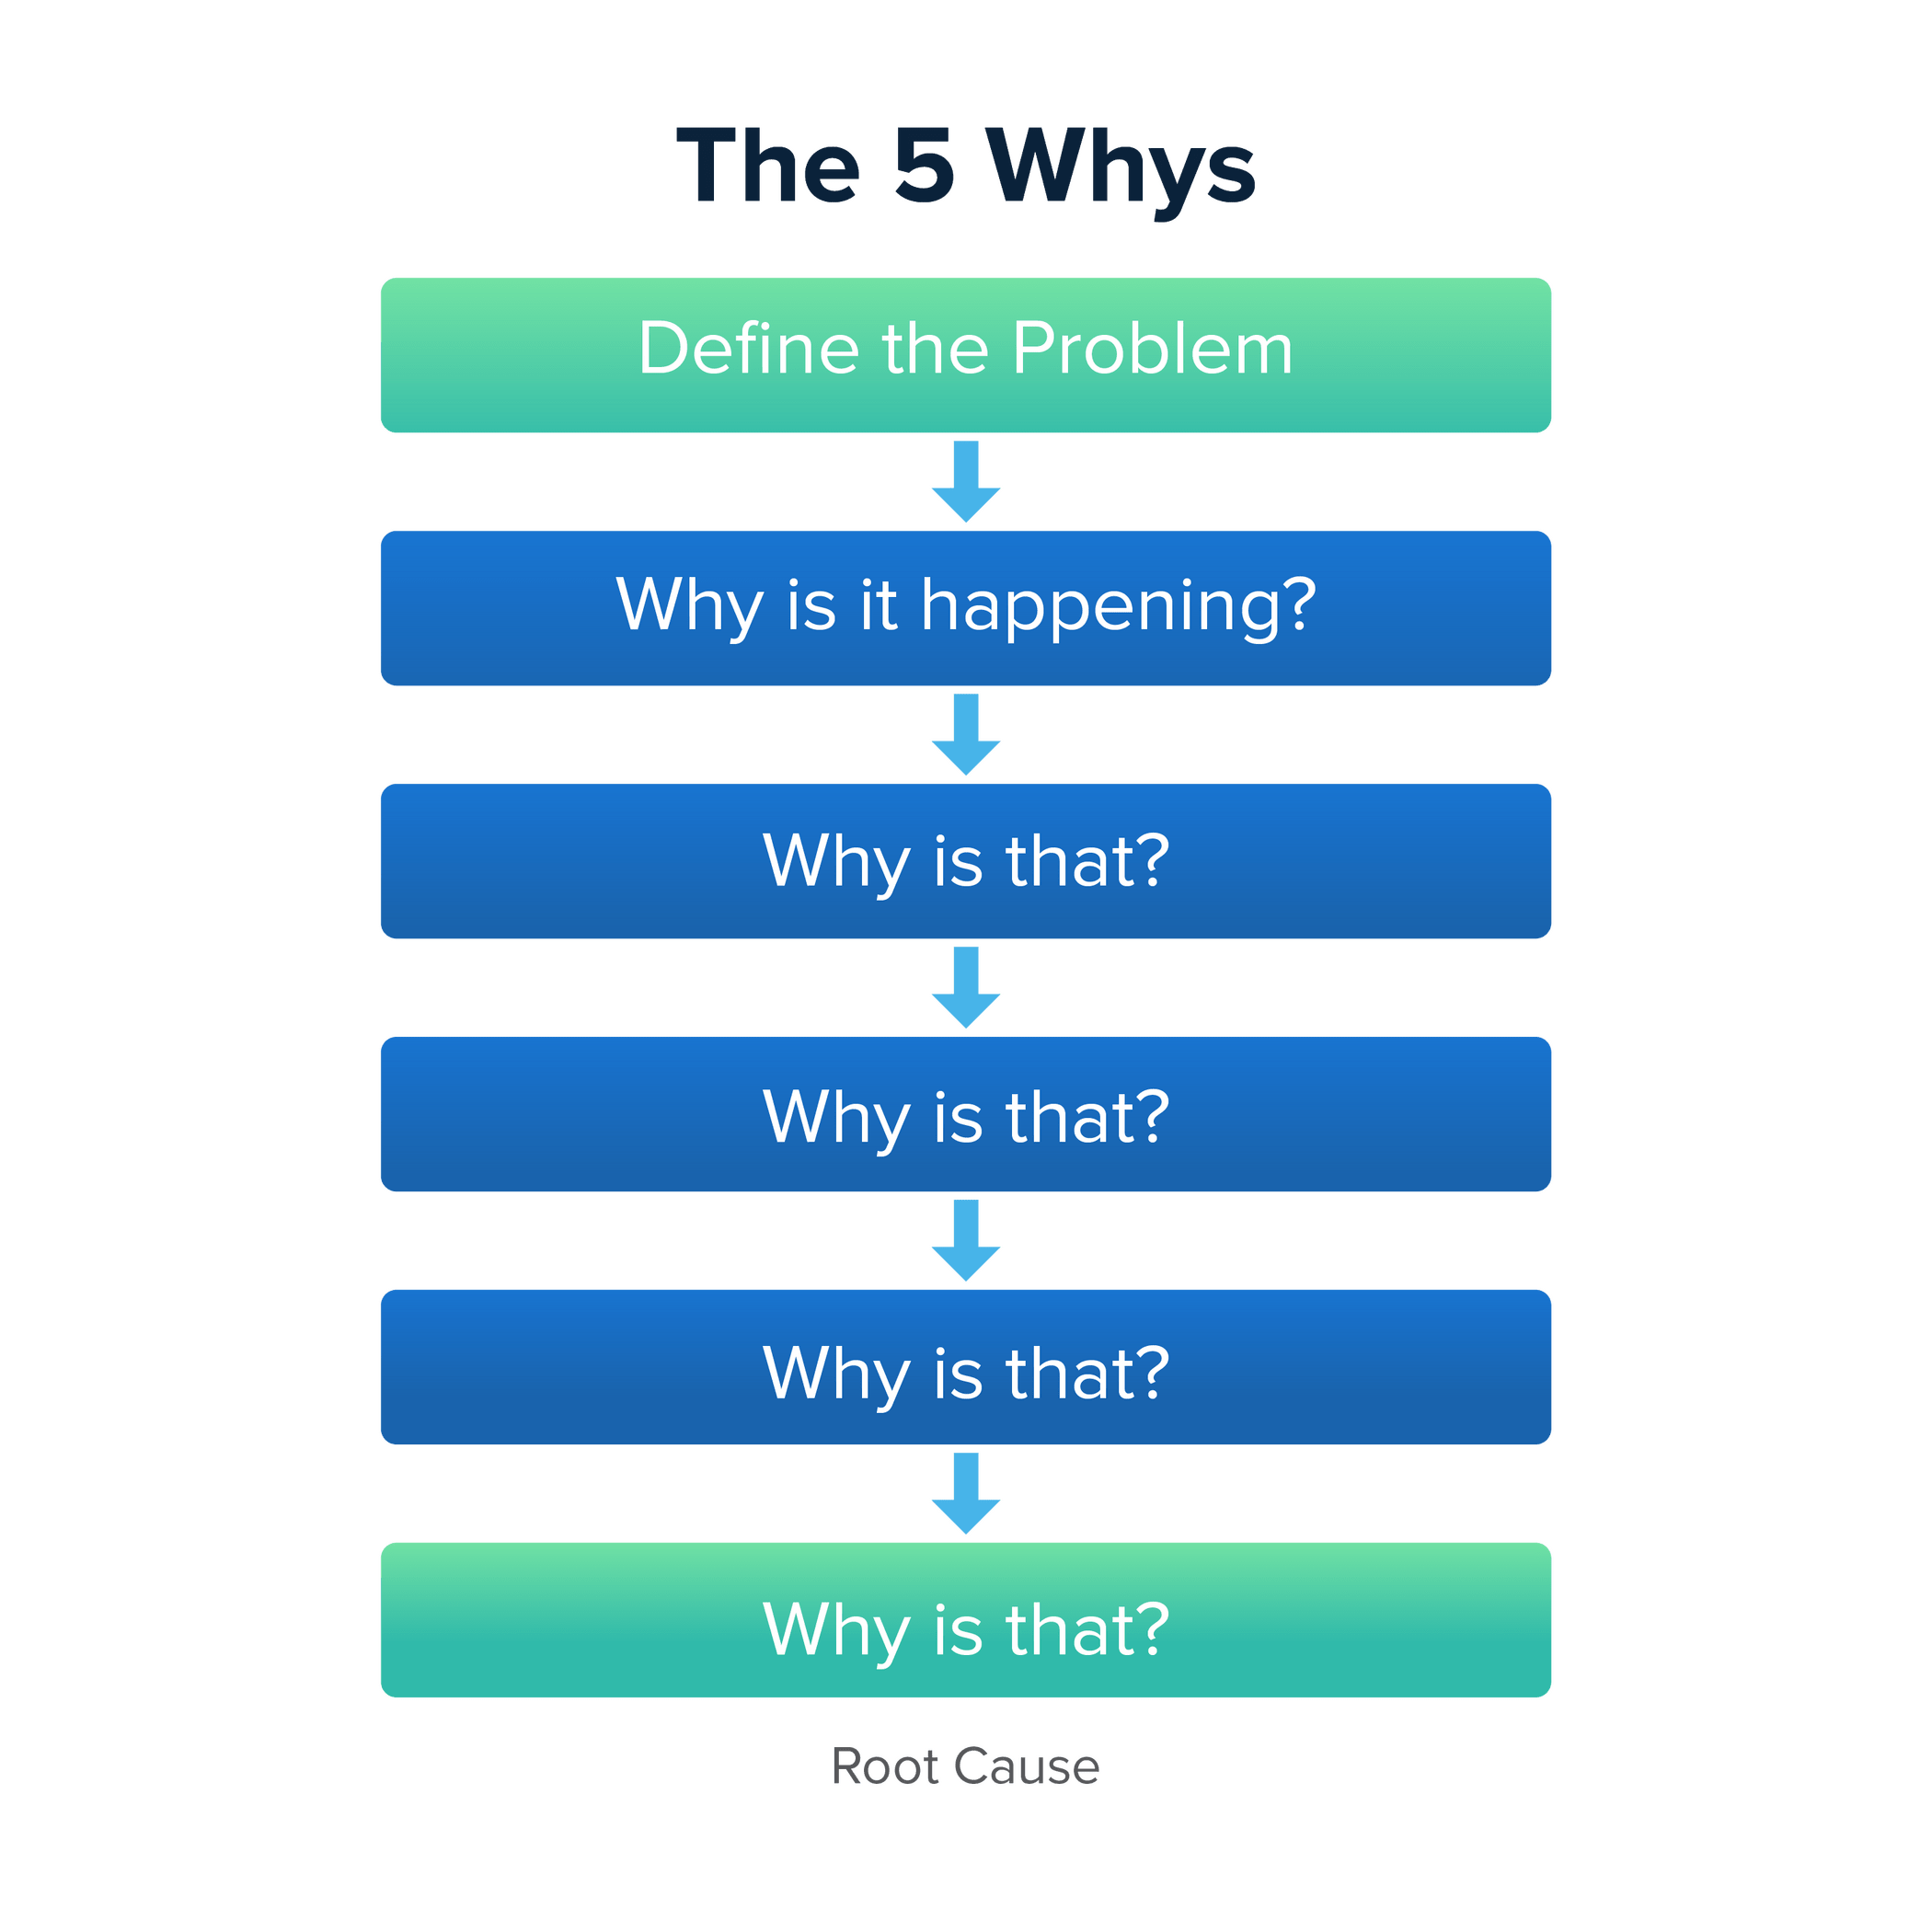 The 5 Whys
Define the Problem
Why is it happening?
Why is that?
Why is that?
Why is that?
Why is that?
Root Cause